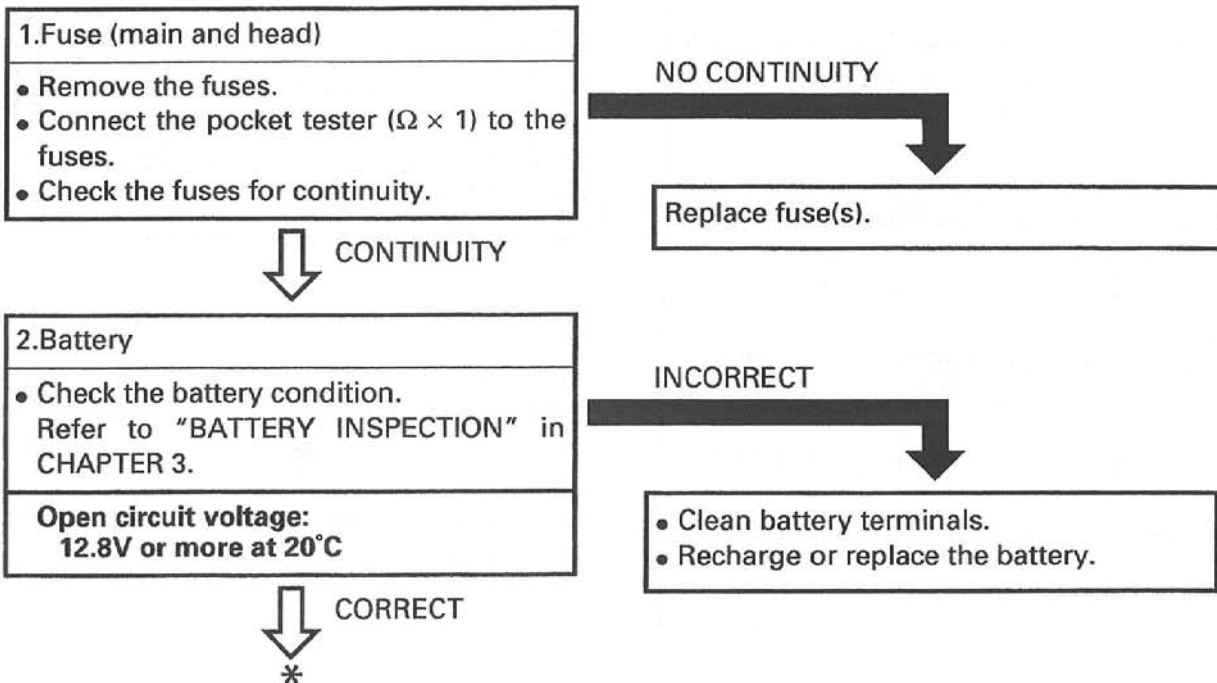 1.Fuse (main and head)
• Remove the fuses.
• Connect the pocket tester (Ω × 1) to the
fuses.
• Check the fuses for continuity.
NO CONTINUITY
Replace fuse(s).
CONTINUITY
2.Battery
• Check the battery condition.
Refer to "BATTERY INSPECTION" in
CHAPTER 3.
Open circuit voltage:
12.8V or more at 20°C
INCORRECT
• Clean battery terminals.
• Recharge or replace the battery.
CORRECT
*